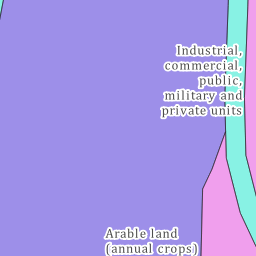 Industrial,
commercial,
public,
military and
private units
Arable land
(annual crops)